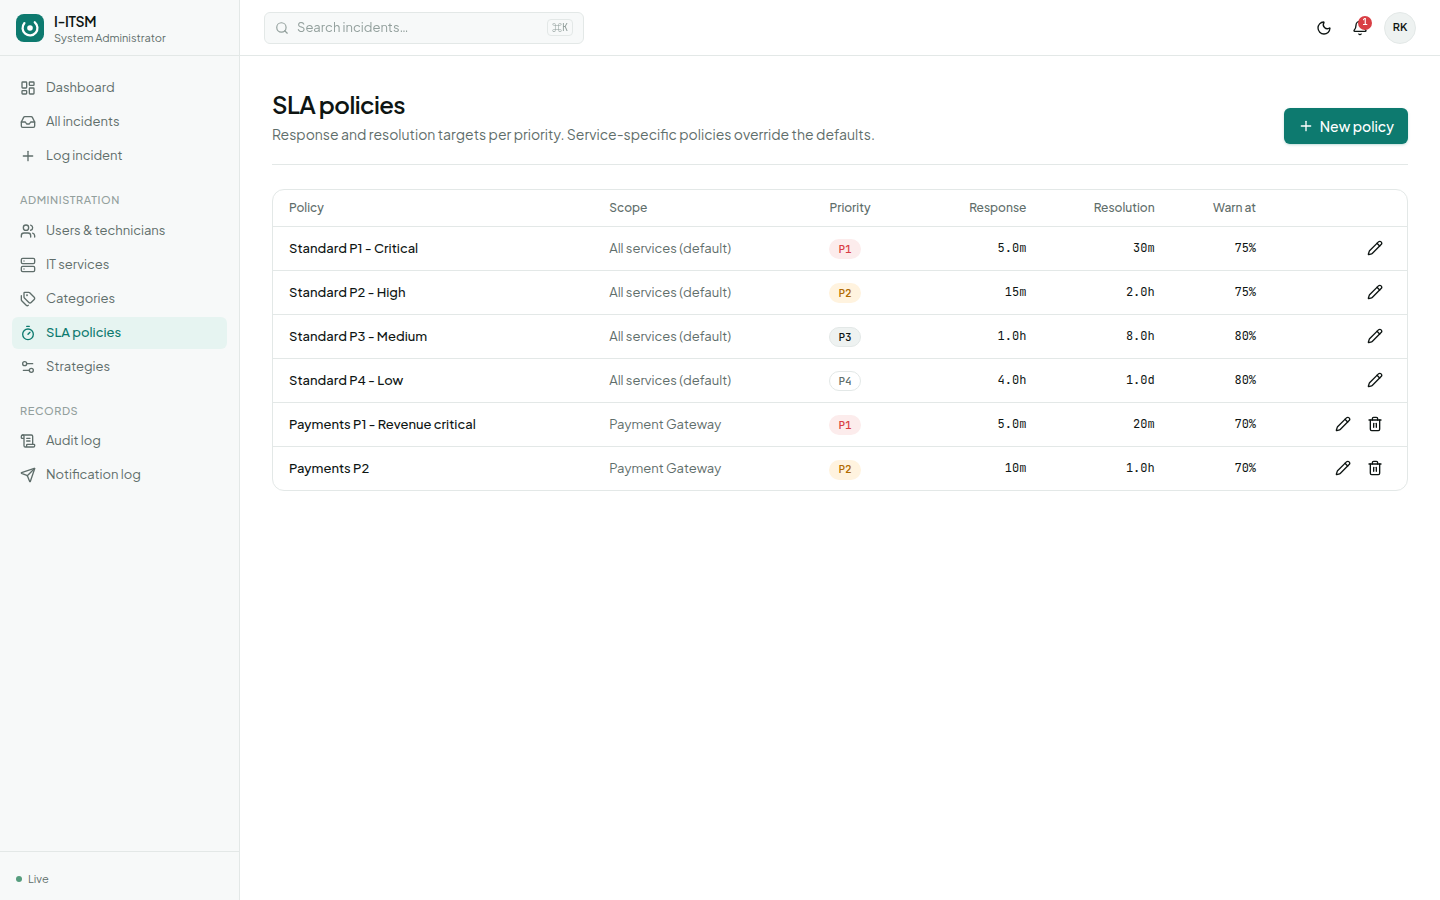 I-ITSM
System Administrator
Search incidents...
⌘K
1
RK
Dashboard
All incidents
Log incident
ADMINISTRATION
Users & technicians
IT services
Categories
SLA policies
Strategies
RECORDS
Audit log
Notification log
Live
SLA policies
Response and resolution targets per priority. Service-specific policies override the defaults.
New policy
Policy Scope Priority Response Resolution Warn at
Standard P1 - Critical All services (default) P1 5.0m 30m 75%
Standard P2 - High All services (default) P2 15m 2.0h 75%
Standard P3 - Medium All services (default) P3 1.0h 8.0h 80%
Standard P4 - Low All services (default) P4 4.0h 1.0d 80%
Payments P1 - Revenue critical Payment Gateway P1 5.0m 20m 70%
Payments P2 Payment Gateway P2 10m 1.0h 70%